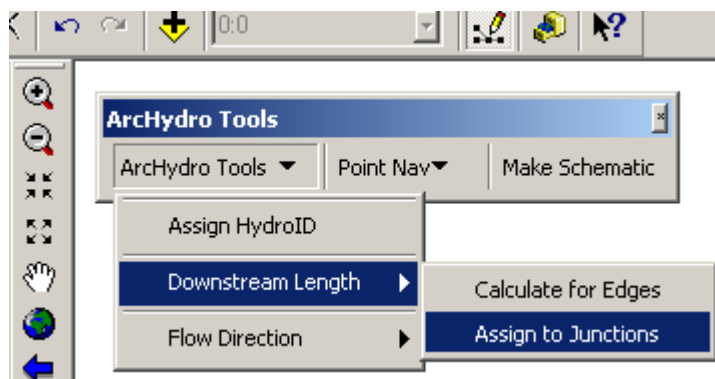 0:0
?
ArcHydro Tools
ArcHydro Tools Point Nav Make Schematic
Assign HydroID
Downstream Length
Calculate for Edges
Flow Direction
Assign to Junctions